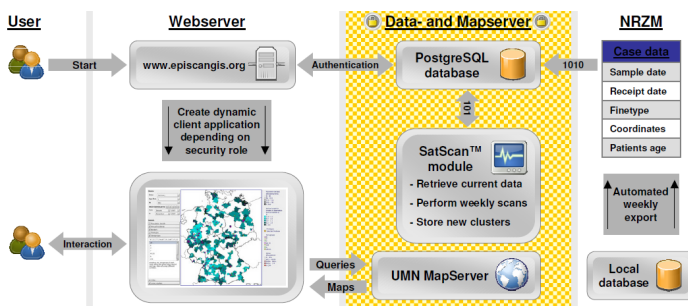 User
Webserver
Data- and Mapserver
NRZM
Start
www.episcangis.org
Authentication
PostgreSQL
database
1010
Case data
Sample date
Receipt date
Finetype
Coordinates
Patients age
Create dynamic
client application
depending on
security role
101
SatScan™
module
- Retrieve current data
- Perform weekly scans
- Store new clusters
Automated
weekly
export
Interaction
Queries
Maps
UMN MapServer
Local
database